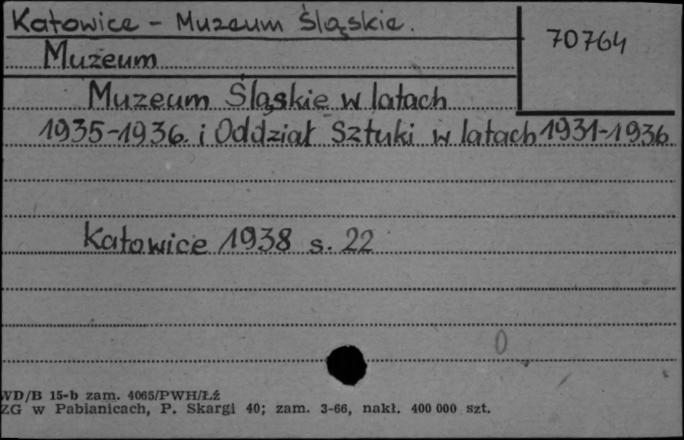 Katowice - Muzeum Śląskie.
70764
Muzeum
Muzeum Śląskie w latach
1935-1936. i Oddział Sztuki w latach 1931-1936
Katowice 1938 s. 22
0
WD/B 15-b zam. 4065/PWH/Łź
ZG w Pabianicach, P. Skargi 40; zam. 3-66, nakł. 400 000 szt.